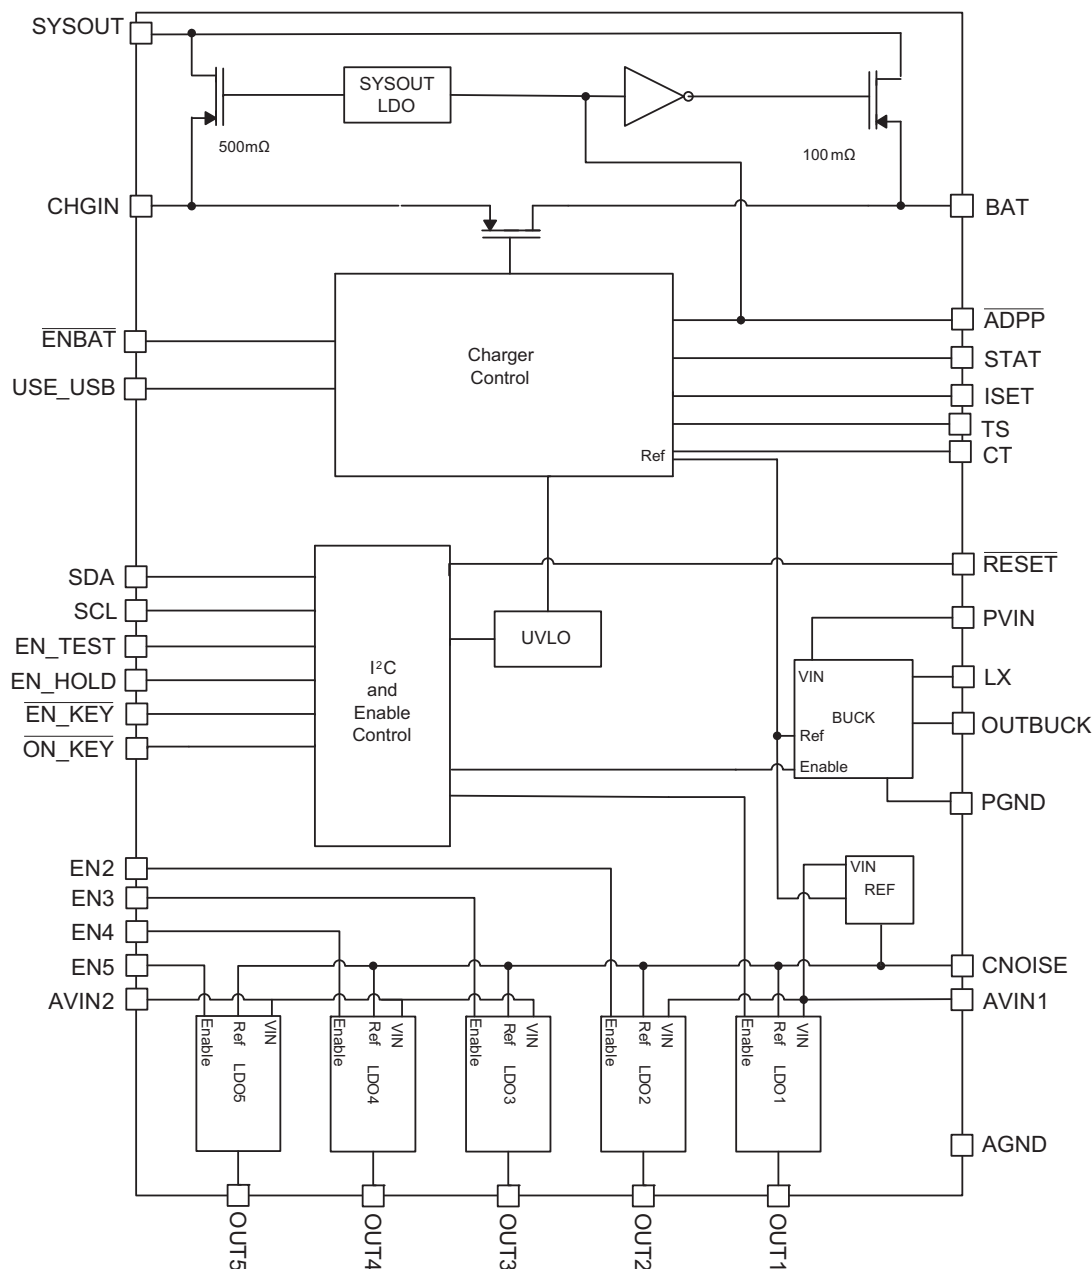 SYSOUT
SYSOUT
LDO
500mΩ
100mΩ
CHGIN
BAT
ENBAT
USE_USB
Charger
Control
Ref
ADPP
STAT
ISET
TS
CT
SDA
SCL
EN_TEST
EN_HOLD
EN_KEY
ON_KEY
I²C
and
Enable
Control
UVLO
RESET
PVIN
LX
OUTBUCK
PGND
VIN
BUCK
Ref
Enable
VIN
REF
EN2
EN3
EN4
EN5
AVIN2
CNOISE
AVIN1
AGND
Enable
Ref
VIN
LDO5
Enable
Ref
VIN
LDO4
Enable
Ref
VIN
LDO3
Enable
Ref
VIN
LDO2
Enable
Ref
VIN
LDO1
OUT5
OUT4
OUT3
OUT2
OUT1